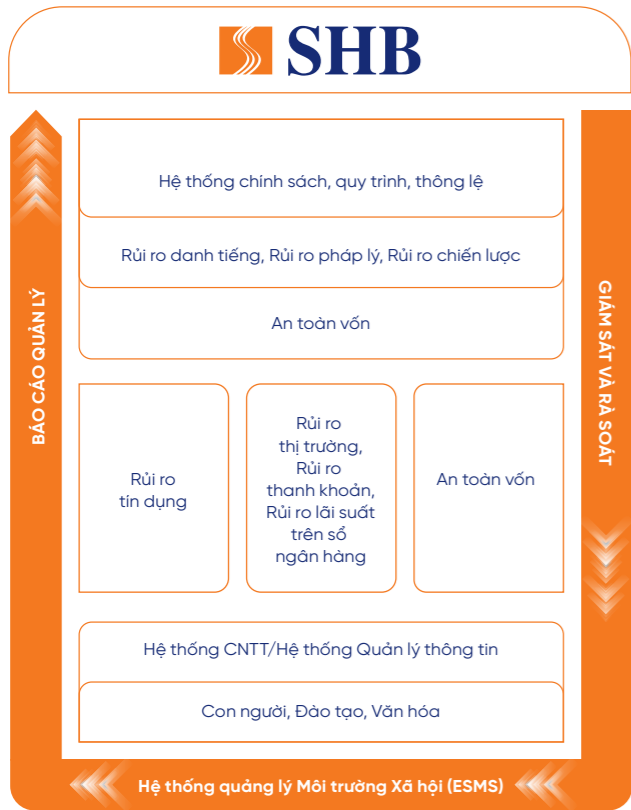 SHB
Hệ thống chính sách, quy trình, thông lệ
Rủi ro danh tiếng, Rủi ro pháp lý, Rủi ro chiến lược
An toàn vốn
BÁO CÁO QUẢN LÝ
GIÁM SÁT VÀ RÀ SOÁT
Rủi ro
tín dụng
Rủi ro
thị trường,
Rủi ro
thanh khoản,
Rủi ro lãi suất
trên sổ
ngân hàng
An toàn vốn
Hệ thống CNTT/Hệ thống Quản lý thông tin
Con người, Đào tạo, Văn hóa
Hệ thống quảng lý Môi trường Xã hội (ESMS)